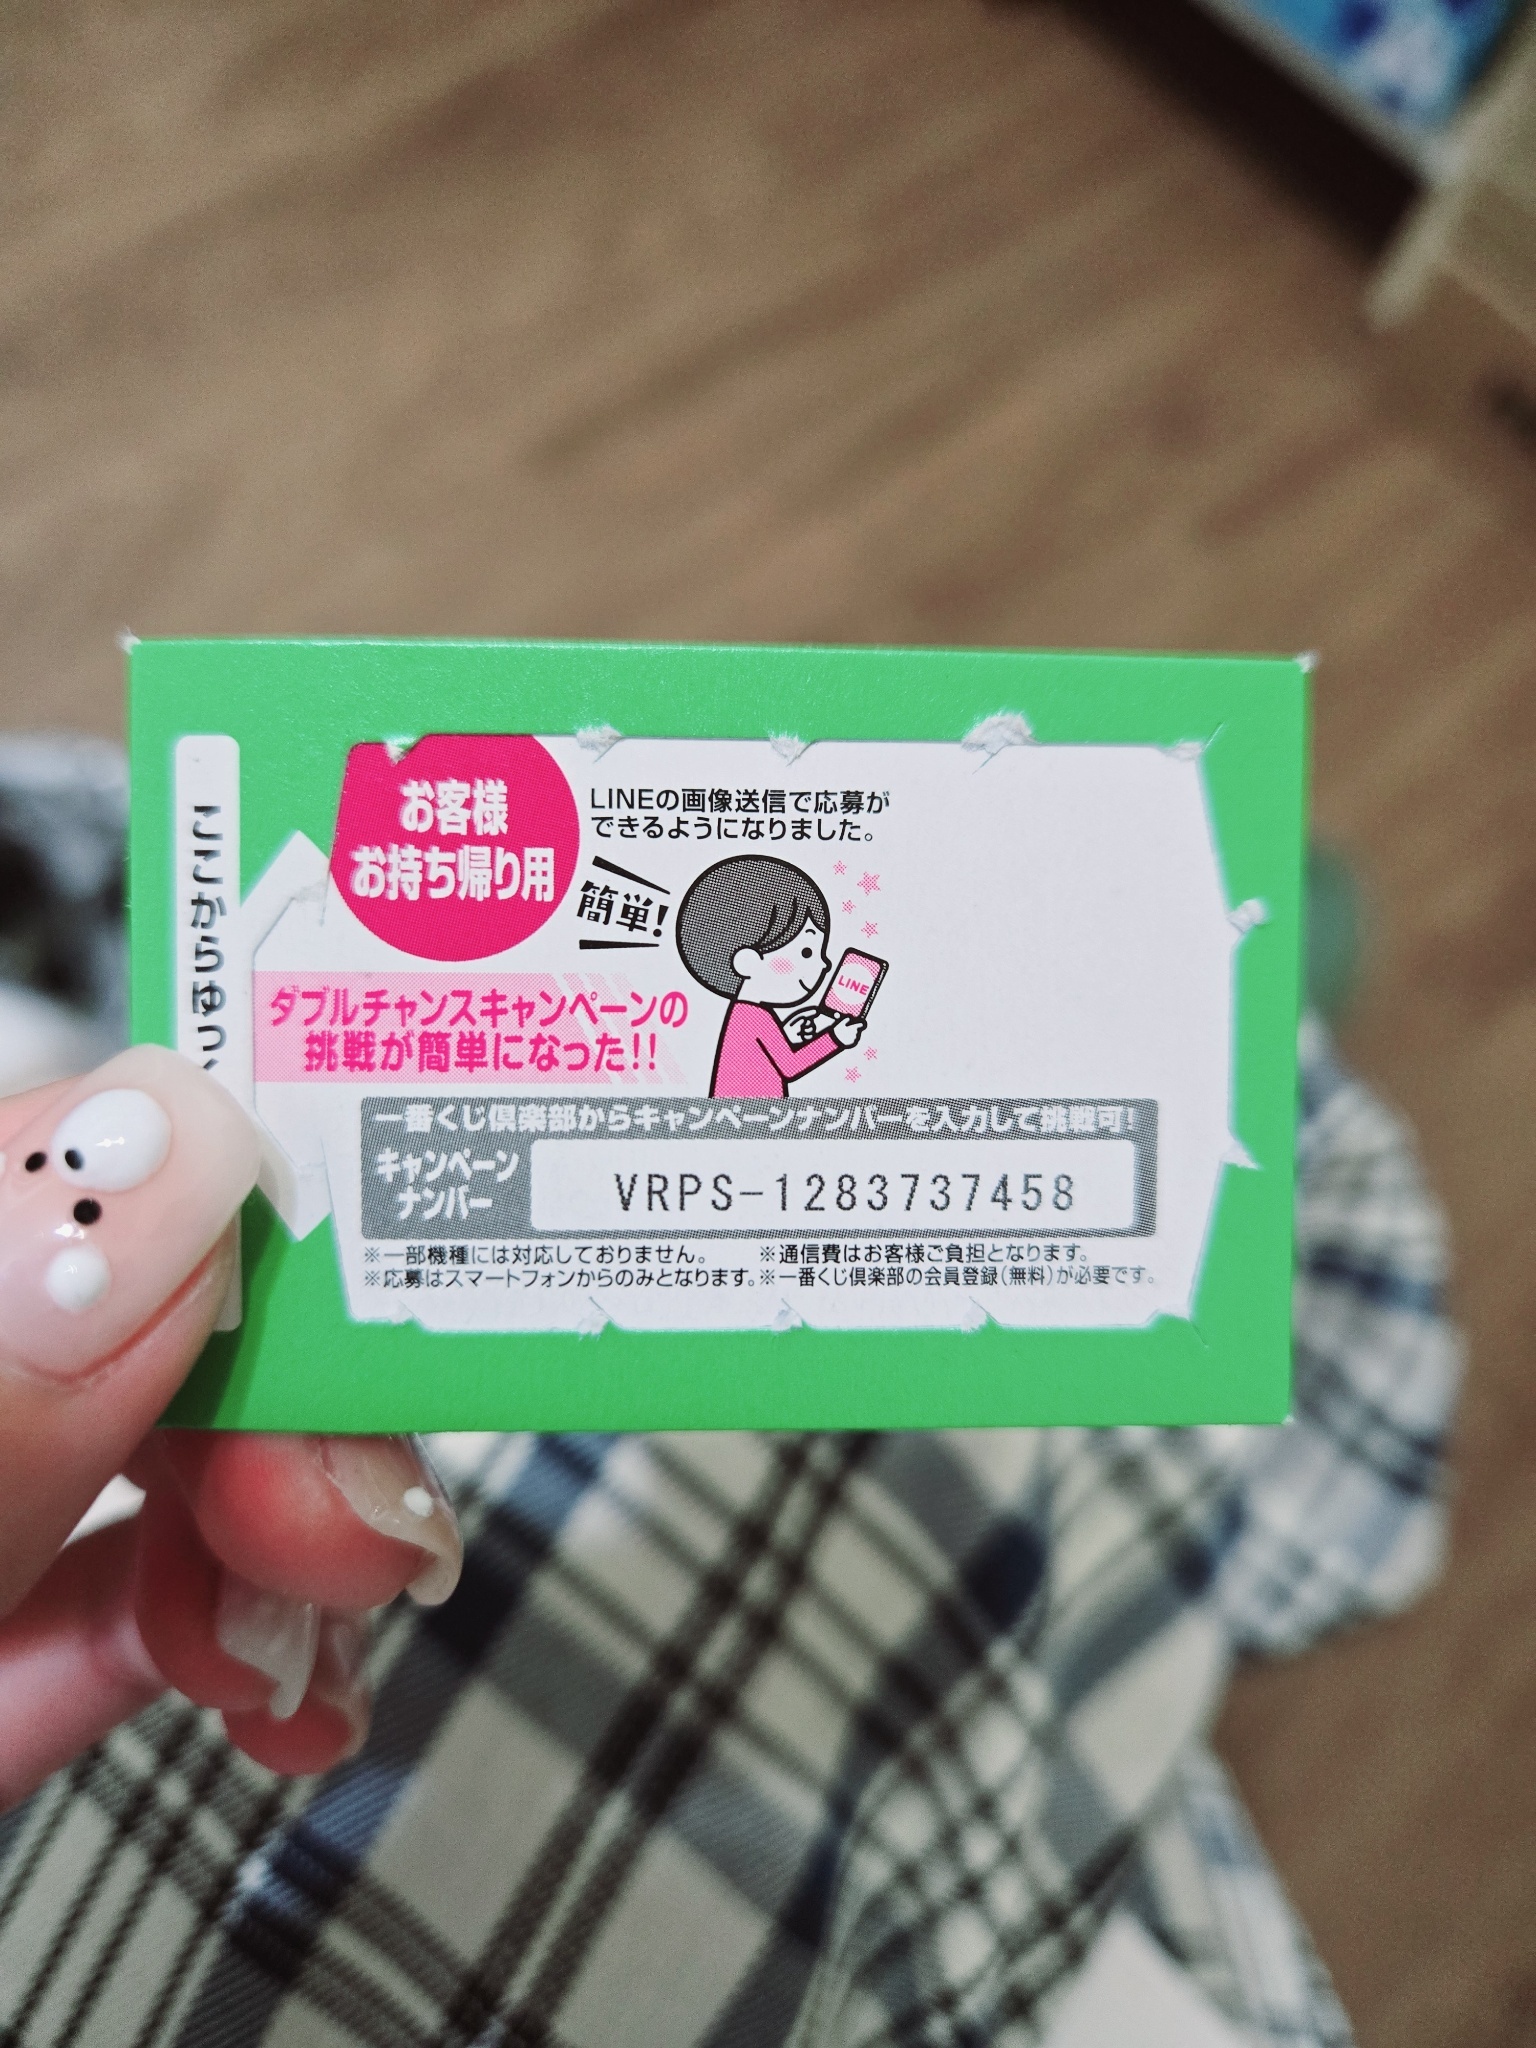 ここからゆっ
お客様
お持ち帰り用
LINEの画像送信で応募が
できるようになりました。
簡単!
LINE
ダブルチャンスキャンペーンの
挑戦が簡単になった!!
一番くじ倶楽部からキャンペーンナンバーを入力して挑戦可!
キャンペーン
ナンバー
VRPS-1283737458
※一部機種には対応しておりません。 ※通信費はお客様ご負担となります。
※応募はスマートフォンからのみとなります。※一番くじ倶楽部の会員登録(無料)が必要です。